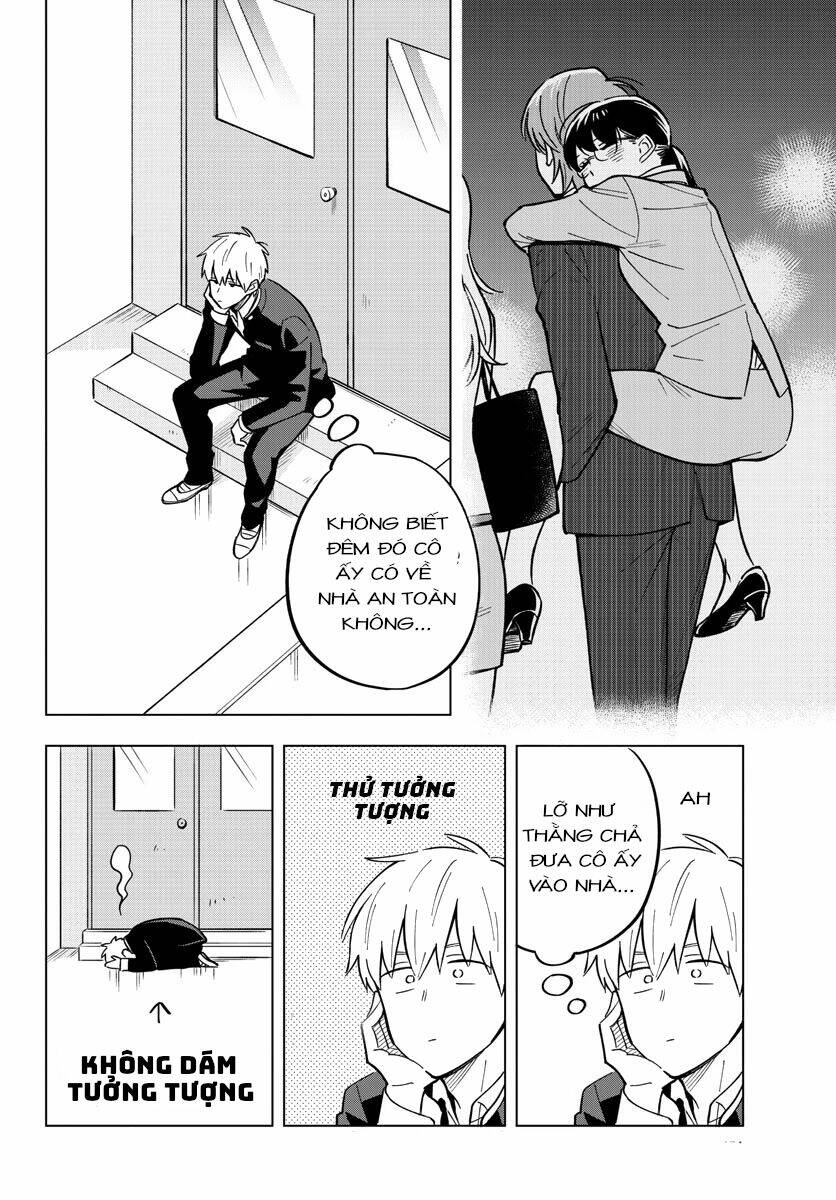 KHÔNG BIẾT
ĐÊM ĐÓ CÔ
ẤY CÓ VỀ
NHÀ AN TOÀN
KHÔNG...
AH
LỠ NHƯ
THẰNG CHẢ
ĐƯA CÔ ẤY
VÀO NHÀ...
THỬ TƯỞNG
TƯỢNG
KHÔNG DÁM
TƯỞNG TƯỢNG